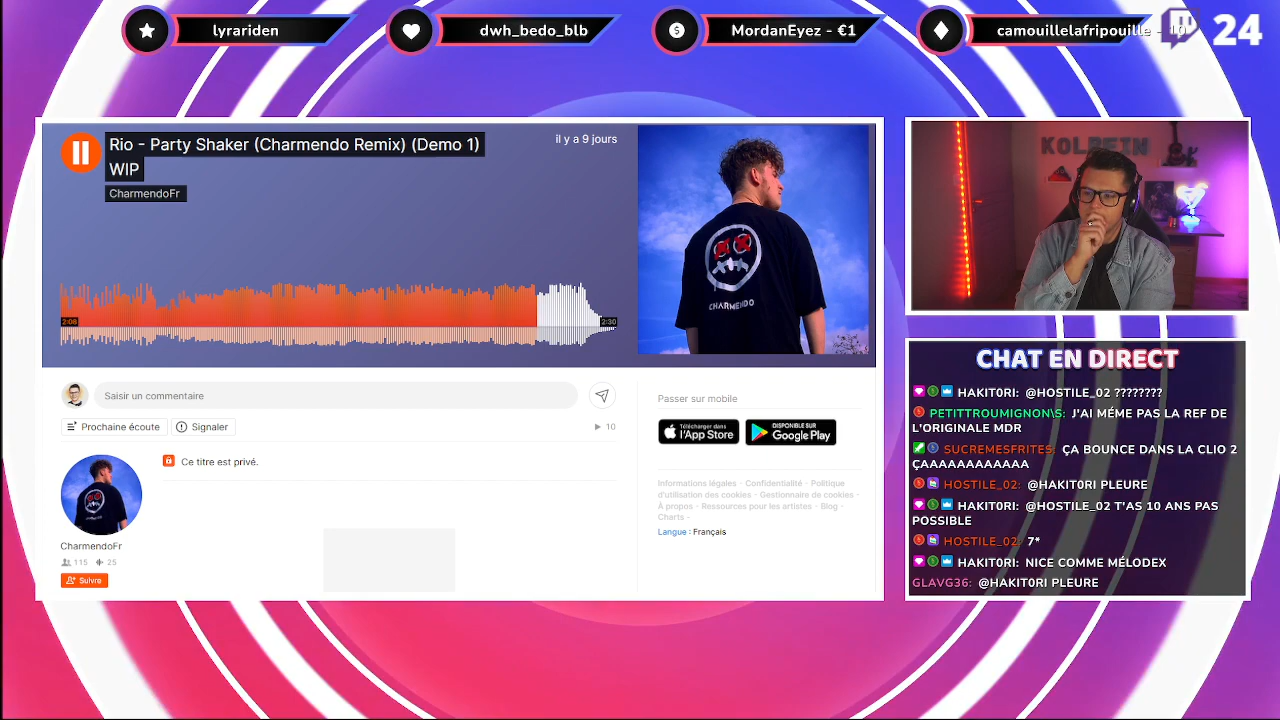 lyrariden
dwh_bedo_blb
MordanEyez - €1
camouillelafripouille - 10
24
Rio - Party Shaker (Charmendo Remix) (Demo 1)
WIP
CharmendoFr
il y a 9 jours
2:06
2:30
CHARMENDO
KOLBEIN
CHAT EN DIRECT
HAKIT0RI: @HOSTILE_02 ????????
PETITTROUMIGNON\S: J'AI MÉME PAS LA REF DE
L'ORIGINALE MDR
SUCREMESFRITES: ÇA BOUNCE DANS LA CLIO 2
ÇAAAAAAAAAAAA
HOSTILE_02: @HAKIT0RI PLEURE
HAKIT0RI: @HOSTILE_02 T'AS 10 ANS PAS
POSSIBLE
HOSTILE_02: 7*
HAKIT0RI: NICE COMME MÉLODEX
GLAVG36: @HAKIT0RI PLEURE
Saisir un commentaire
Prochaine écoute
Signaler
10
Ce titre est privé.
CharmendoFr
115
25
Suivre
Passer sur mobile
Télécharger dans
l'App Store
DISPONIBLE SUR
Google Play
Informations légales - Confidentialité - Politique
d'utilisation des cookies - Gestionnaire de cookies -
À propos - Ressources pour les artistes - Blog -
Charts -
Langue : Français